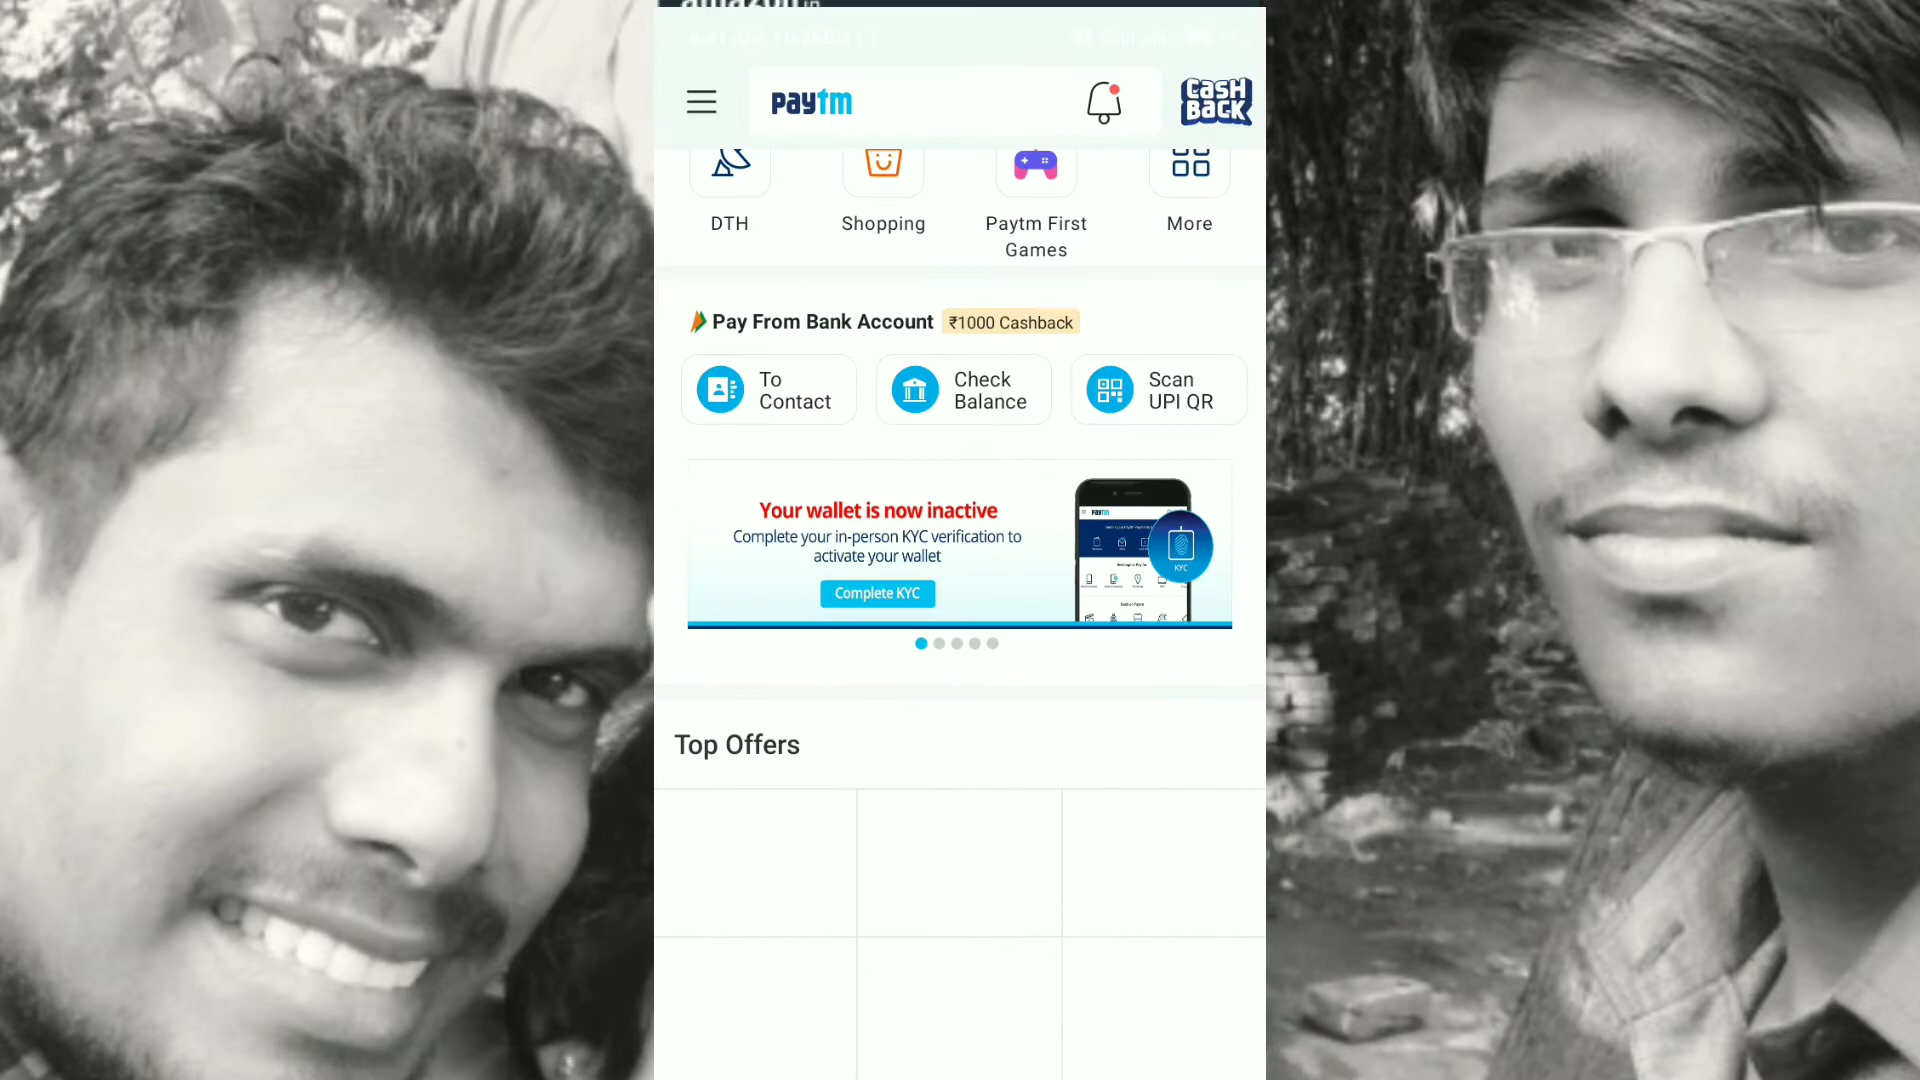 paytm
CASH
BACK
DTH
Shopping
Paytm First
Games
More
Pay From Bank Account
₹1000 Cashback
To
Contact
Check
Balance
Scan
UPI QR
Your wallet is now inactive
Complete your in-person KYC verification to
activate your wallet
Complete KYC
paytm
KYC
Top Offers